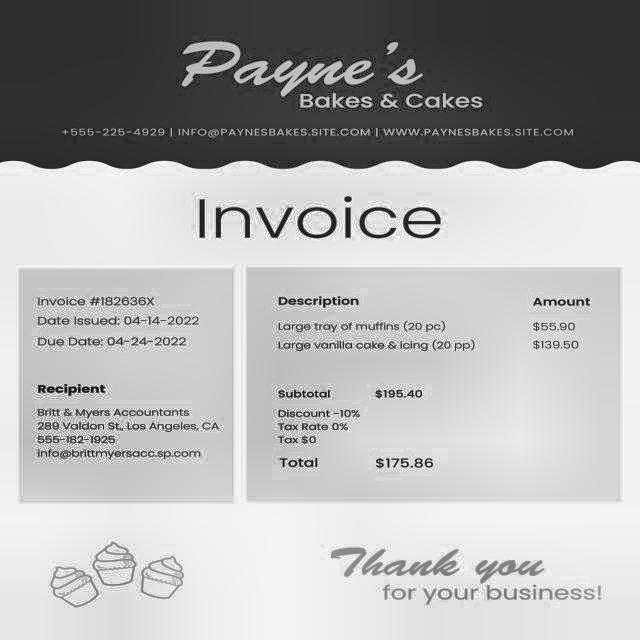 Payne's
Bakes & Cakes
+555-225-4929 | INFO@PAYNESBAKES.SITE.COM | WWW.PAYNESBAKES.SITE.COM
Invoice
Invoice #182636X
Date Issued: 04-14-2022
Due Date: 04-24-2022
Recipient
Britt & Myers Accountants
289 Valdon St., Los Angeles, CA
555-182-1925
info@brittmyersacc.sp.com
Description Amount
Large tray of muffins (20 pc) $55.90
Large vanilla cake & icing (20 pp) $139.50
Subtotal $195.40
Discount -10%
Tax Rate 0%
Tax $0
Total $175.86
Thank you
for your business!